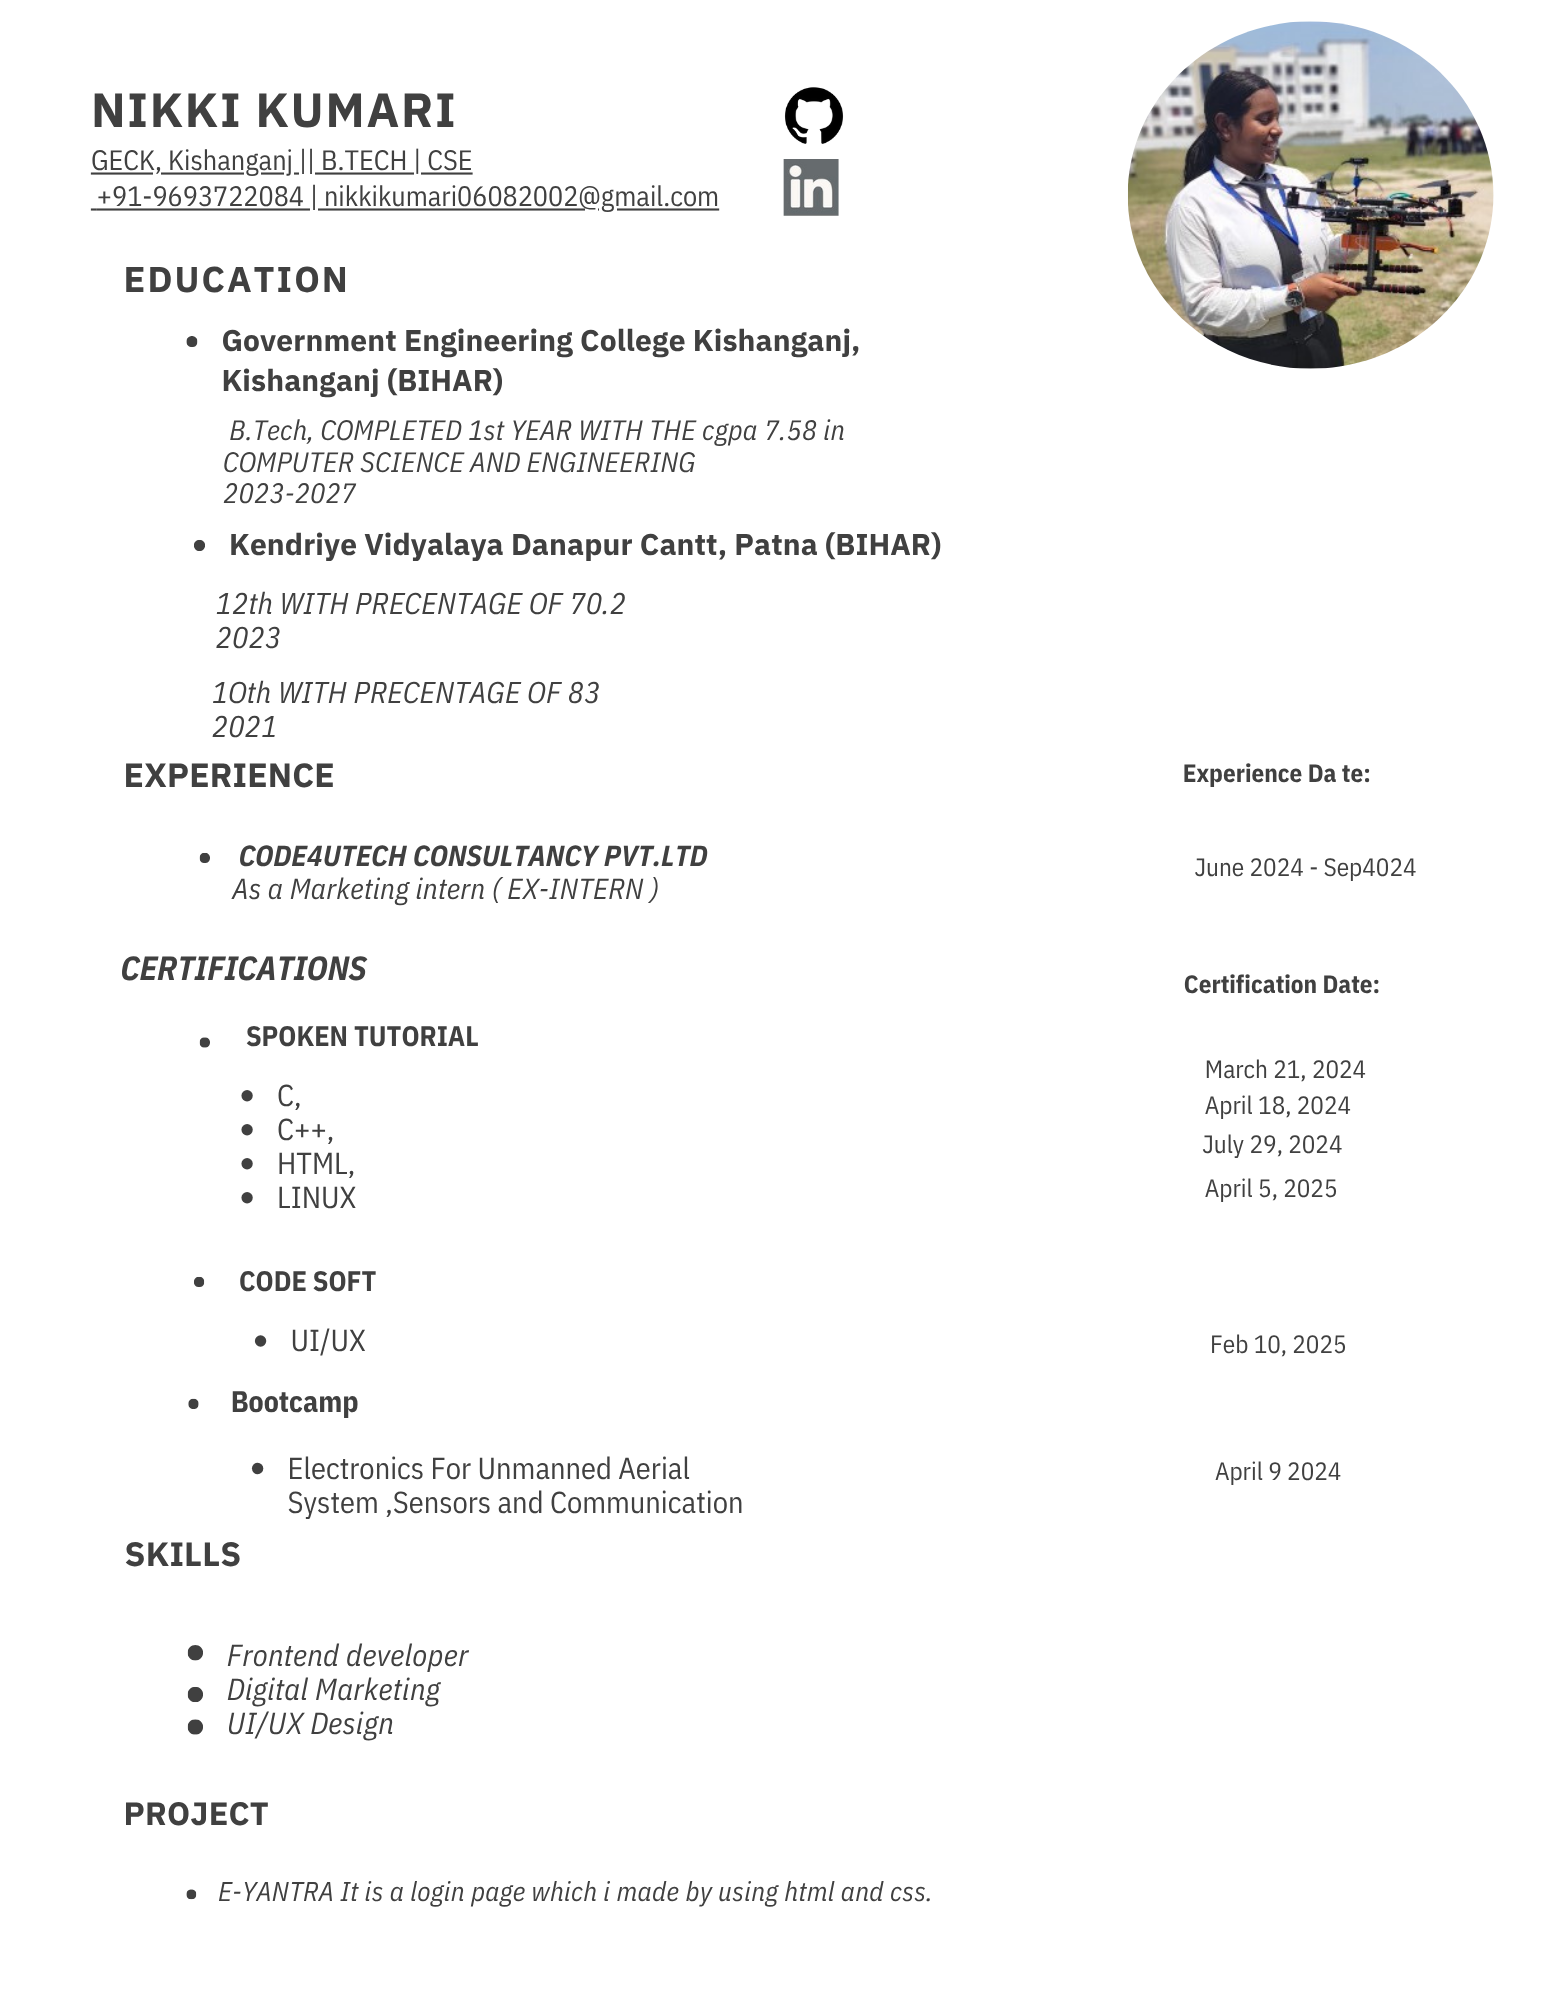 NIKKI KUMARI
GECK, Kishanganj || B.TECH | CSE
+91-9693722084 | nikkikumari06082002@gmail.com
in
EDUCATION
• Government Engineering College Kishanganj,
Kishanganj (BIHAR)
B.Tech, COMPLETED 1st YEAR WITH THE cgpa 7.58 in
COMPUTER SCIENCE AND ENGINEERING
2023-2027
• Kendriye Vidyalaya Danapur Cantt, Patna (BIHAR)
12th WITH PRECENTAGE OF 70.2
2023
1Oth WITH PRECENTAGE OF 83
2021
EXPERIENCE
Experience Da te:
• CODE4UTECH CONSULTANCY PVT.LTD
As a Marketing intern ( EX-INTERN )
June 2024 - Sep4024
CERTIFICATIONS
Certification Date:
• SPOKEN TUTORIAL
• C,
• C++,
• HTML,
• LINUX
March 21, 2024
April 18, 2024
July 29, 2024
April 5, 2025
• CODE SOFT
• UI/UX
Feb 10, 2025
• Bootcamp
• Electronics For Unmanned Aerial
System ,Sensors and Communication
April 9 2024
SKILLS
• Frontend developer
• Digital Marketing
• UI/UX Design
PROJECT
• E-YANTRA It is a login page which i made by using html and css.